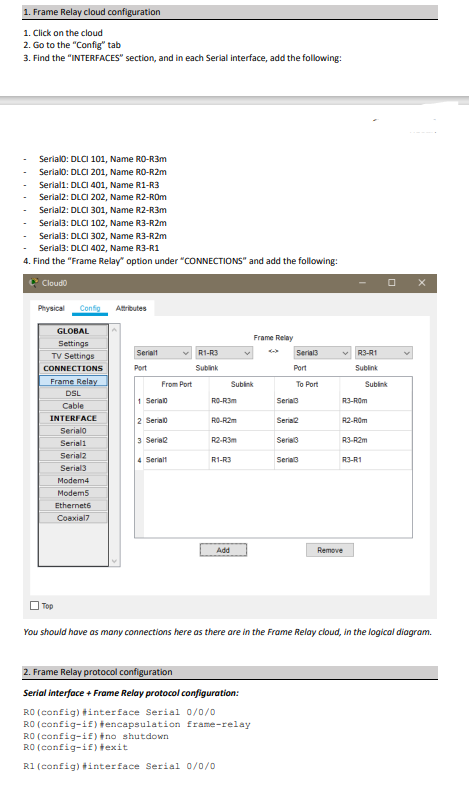 1. Frame Relay cloud configuration
1. Click on the cloud
2. Go to the "Config" tab
3. Find the "INTERFACES" section, and in each Serial interface, add the following:
- Serial0: DLCI 101, Name R0-R3m
- Serial0: DLCI 201, Name R0-R2m
- Serial1: DLCI 401, Name R1-R3
- Serial2: DLCI 202, Name R2-R0m
- Serial2: DLCI 301, Name R2-R3m
- Serial3: DLCI 102, Name R3-R2m
- Serial3: DLCI 302, Name R3-R2m
- Serial3: DLCI 402, Name R3-R1
4. Find the "Frame Relay" option under "CONNECTIONS" and add the following:
Cloud0
Physical Config Attributes
GLOBAL
Settings
TV Settings
CONNECTIONS
Frame Relay
DSL
Cable
INTERFACE
Serial0
Serial1
Serial2
Serial3
Modem4
Modem5
Ethernet6
Coaxial7
Frame Relay
Serial1 R1-R3 <-> Serial3 R3-R1
Port Sublink Port Sublink
From Port Sublink To Port Sublink
1 Serial0 R0-R3m Serial3 R3-R0m
2 Serial0 R0-R2m Serial2 R2-R0m
3 Serial2 R2-R3m Serial3 R3-R2m
4 Serial1 R1-R3 Serial3 R3-R1
Add Remove
Top
You should have as many connections here as there are in the Frame Relay cloud, in the logical diagram.
2. Frame Relay protocol configuration
Serial interface + Frame Relay protocol configuration:
R0(config)#interface Serial 0/0/0
R0(config-if)#encapsulation frame-relay
R0(config-if)#no shutdown
R0(config-if)#exit
R1(config)#interface Serial 0/0/0